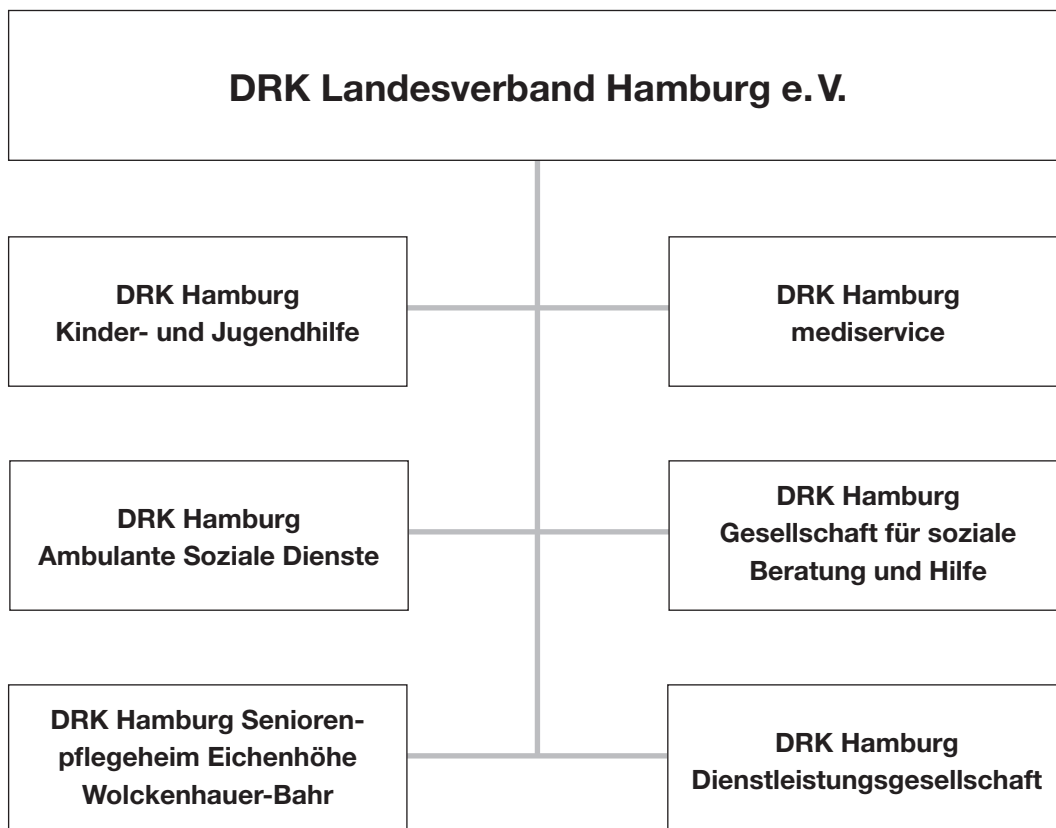 DRK Landesverband Hamburg e.V.
DRK Hamburg
Kinder- und Jugendhilfe
DRK Hamburg
mediservice
DRK Hamburg
Ambulante Soziale Dienste
DRK Hamburg
Gesellschaft für soziale
Beratung und Hilfe
DRK Hamburg Senioren-
pflegeheim Eichenhöhe
Wolckenhauer-Bahr
DRK Hamburg
Dienstleistungsgesellschaft